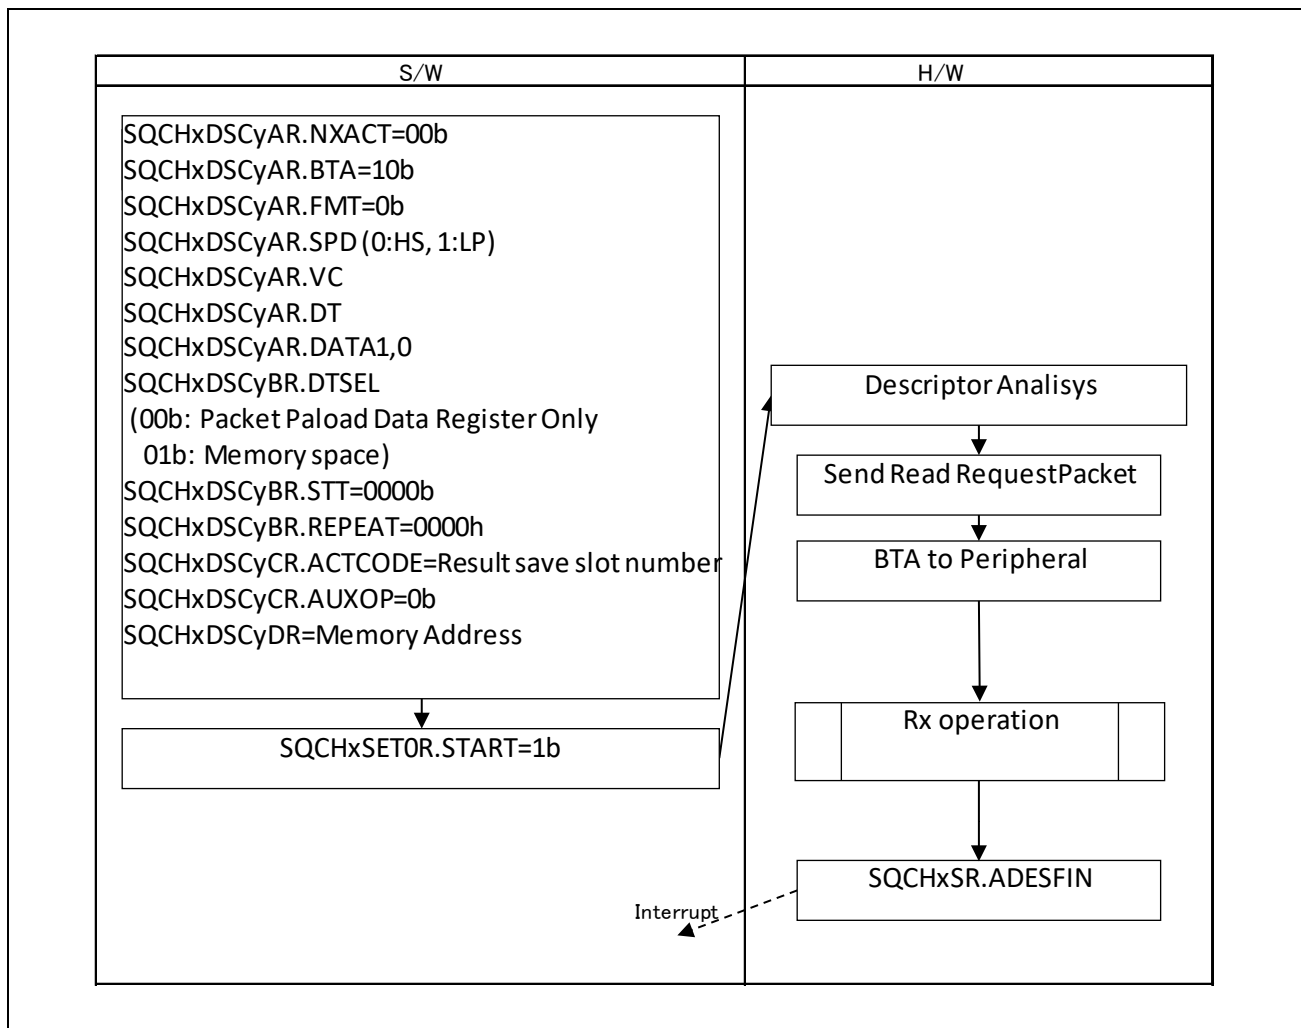 S/W
H/W
SQCHxDSCyAR.NXACT=00b
SQCHxDSCyAR.BTA=10b
SQCHxDSCyAR.FMT=0b
SQCHxDSCyAR.SPD (0:HS, 1:LP)
SQCHxDSCyAR.VC
SQCHxDSCyAR.DT
SQCHxDSCyAR.DATA1,0
SQCHxDSCyBR.DTSEL
(00b: Packet Paload Data Register Only
01b: Memory space)
SQCHxDSCyBR.STT=0000b
SQCHxDSCyBR.REPEAT=0000h
SQCHxDSCyCR.ACTCODE=Result save slot number
SQCHxDSCyCR.AUXOP=0b
SQCHxDSCyDR=Memory Address
SQCHxSET0R.START=1b
Descriptor Analisys
Send Read RequestPacket
BTA to Peripheral
Rx operation
SQCHxSR.ADESFIN
Interrupt